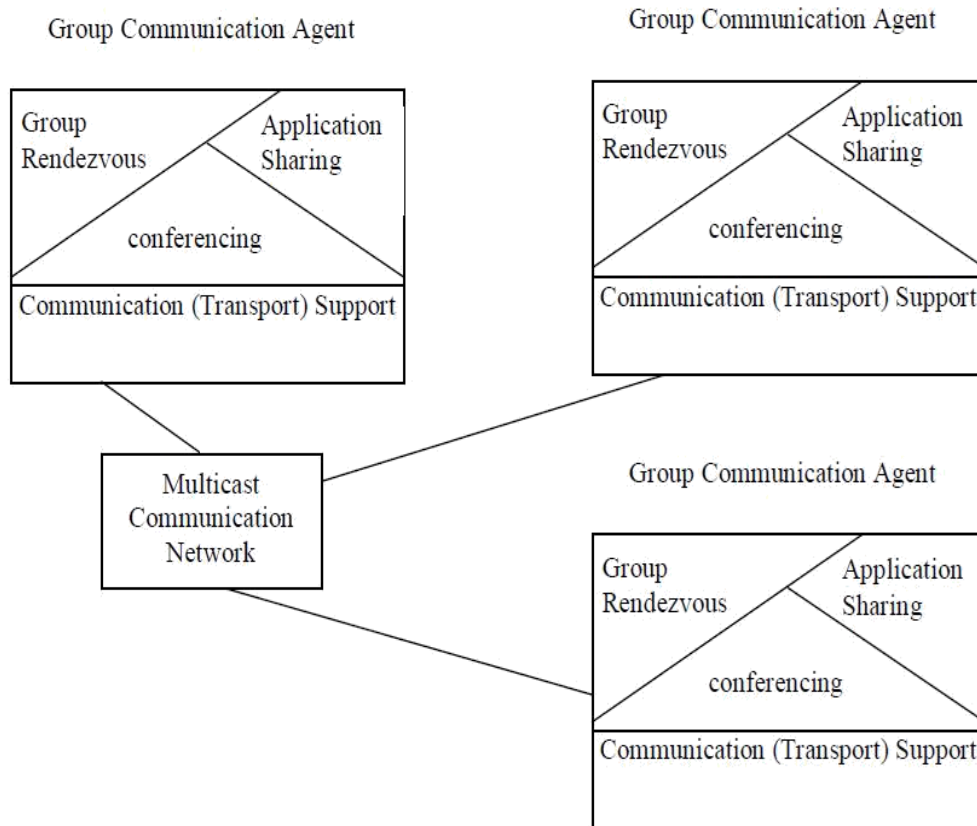 Group Communication Agent
Group
Rendezvous
Application
Sharing
conferencing
Communication (Transport) Support
Group Communication Agent
Group
Rendezvous
Application
Sharing
conferencing
Communication (Transport) Support
Multicast
Communication
Network
Group Communication Agent
Group
Rendezvous
Application
Sharing
conferencing
Communication (Transport) Support